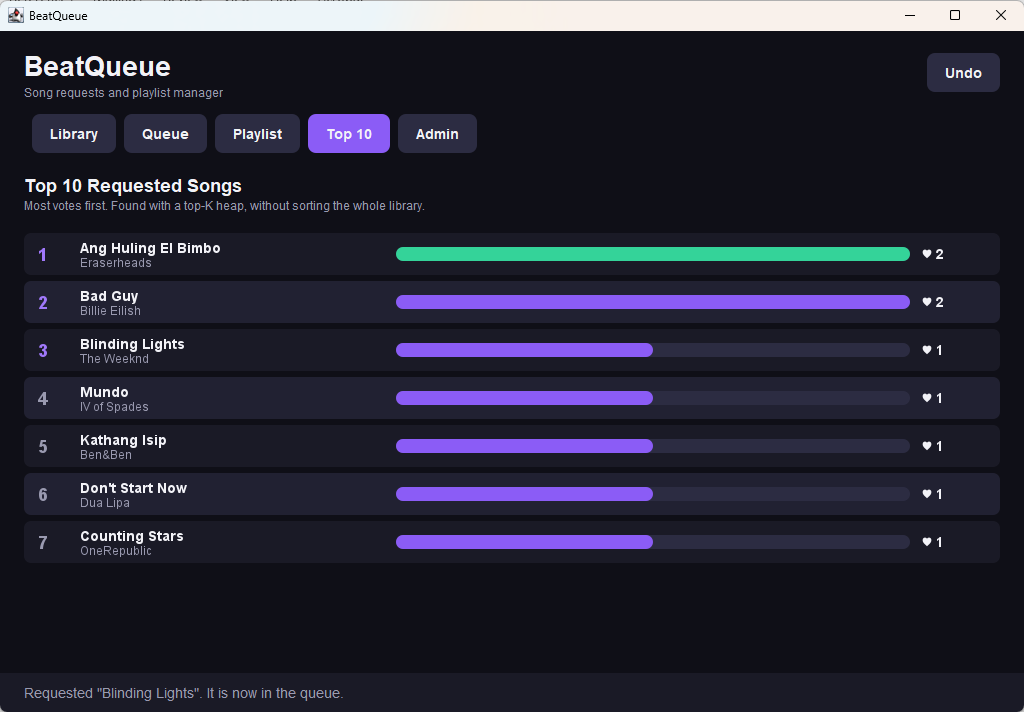 BeatQueue
BeatQueue
Song requests and playlist manager
Undo
Library Queue Playlist Top 10 Admin
Top 10 Requested Songs
Most votes first. Found with a top-K heap, without sorting the whole library.
1 Ang Huling El Bimbo ♥ 2
Eraserheads
2 Bad Guy ♥ 2
Billie Eilish
3 Blinding Lights ♥ 1
The Weeknd
4 Mundo ♥ 1
IV of Spades
5 Kathang Isip ♥ 1
Ben&Ben
6 Don't Start Now ♥ 1
Dua Lipa
7 Counting Stars ♥ 1
OneRepublic
Requested "Blinding Lights". It is now in the queue.